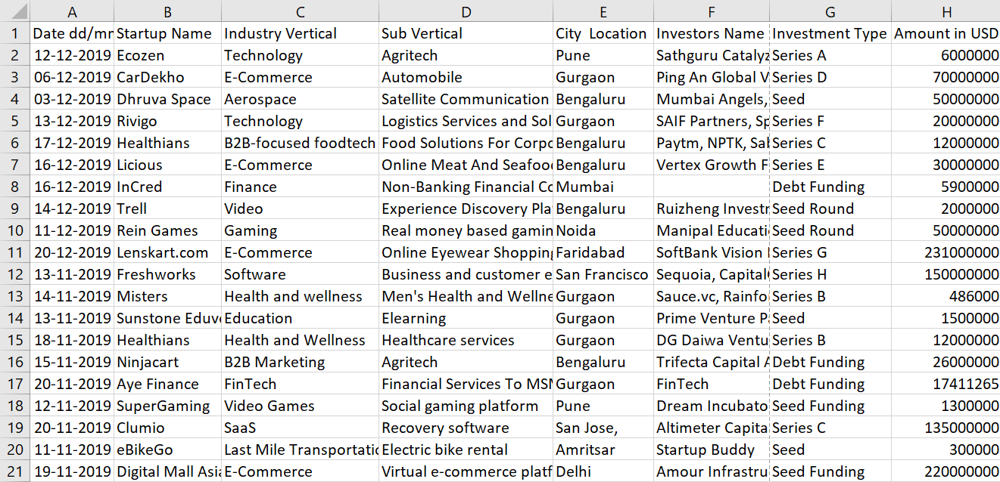 A B C D E F G H
1 Date dd/mm Startup Name Industry Vertical Sub Vertical City  Location Investors Name Investment Type Amount in USD
2 12-12-2019 Ecozen Technology Agritech Pune Sathguru Catalyz Series A 6000000
3 06-12-2019 CarDekho E-Commerce Automobile Gurgaon Ping An Global V Series D 70000000
4 03-12-2019 Dhruva Space Aerospace Satellite Communication Bengaluru Mumbai Angels, Seed 50000000
5 13-12-2019 Rivigo Technology Logistics Services and Sol Gurgaon SAIF Partners, Sp Series F 20000000
6 17-12-2019 Healthians B2B-focused foodtech Food Solutions For Corpo Bengaluru Paytm, NPTK, Sal Series C 12000000
7 16-12-2019 Licious E-Commerce Online Meat And Seafood Bengaluru Vertex Growth F Series E 30000000
8 16-12-2019 InCred Finance Non-Banking Financial Co Mumbai Debt Funding 5900000
9 14-12-2019 Trell Video Experience Discovery Pla Bengaluru Ruizheng Investr Seed Round 2000000
10 11-12-2019 Rein Games Gaming Real money based gamin Noida Manipal Educati Seed Round 50000000
11 20-12-2019 Lenskart.com E-Commerce Online Eyewear Shopping Faridabad SoftBank Vision Series G 231000000
12 13-11-2019 Freshworks Software Business and customer e San Francisco Sequoia, Capital Series H 150000000
13 14-11-2019 Misters Health and wellness Men's Health and Wellne Gurgaon Sauce.vc, Rainfo Series B 486000
14 13-11-2019 Sunstone Eduv Education Elearning Gurgaon Prime Venture P Seed 1500000
15 18-11-2019 Healthians Health and Wellness Healthcare services Gurgaon DG Daiwa Ventu Series B 12000000
16 15-11-2019 Ninjacart B2B Marketing Agritech Bengaluru Trifecta Capital A Debt Funding 26000000
17 20-11-2019 Aye Finance FinTech Financial Services To MSM Gurgaon FinTech Debt Funding 17411265
18 12-11-2019 SuperGaming Video Games Social gaming platform Pune Dream Incubato Seed Funding 1300000
19 20-11-2019 Clumio SaaS Recovery software San Jose, Altimeter Capita Series C 135000000
20 11-11-2019 eBikeGo Last Mile Transportatio Electric bike rental Amritsar Startup Buddy Seed 300000
21 19-11-2019 Digital Mall Asia E-Commerce Virtual e-commerce platf Delhi Amour Infrastru Seed Funding 220000000